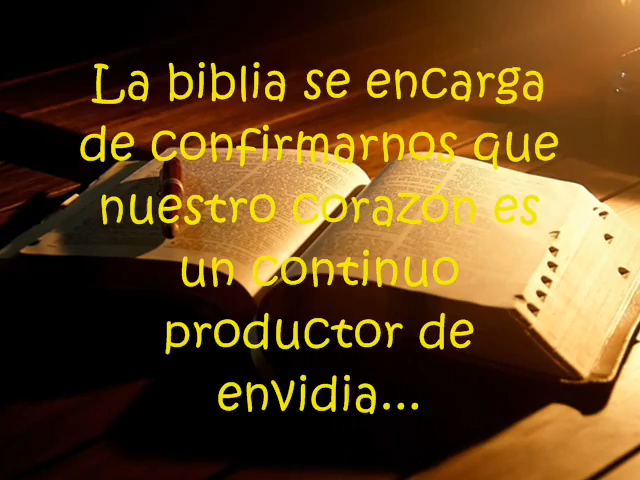 La biblia se encarga
de confirmarnos que
nuestro corazón es
un continuo
productor de
envidia...